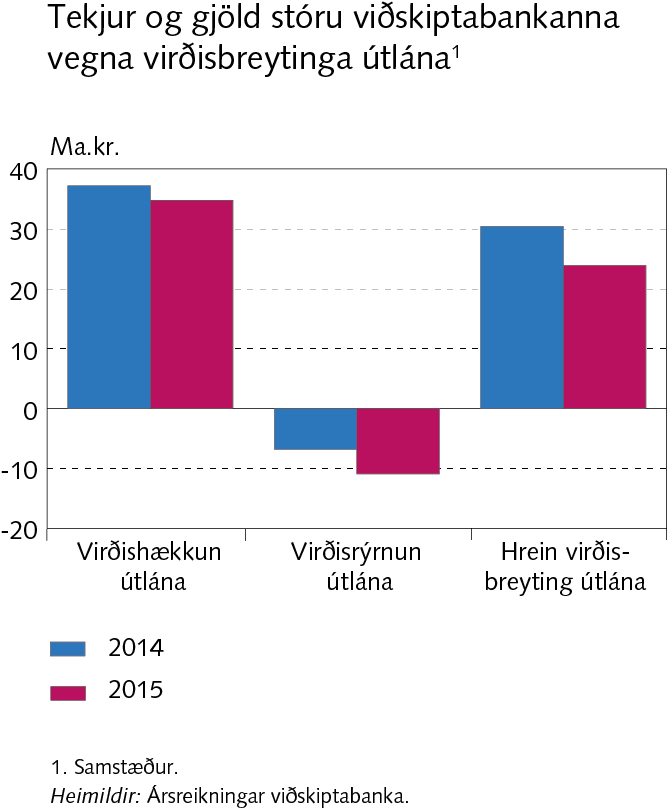 Tekjur og gjöld stóru viðskiptabankanna
vegna virðisbreytinga útlána¹
Ma.kr.
40
30
20
10
0
-10
-20
Virðishækkun
útlána
Virðisrýrnun
útlána
Hrein virðis-
breyting útlána
2014
2015
1. Samstæður.
Heimildir: Ársreikningar viðskiptabanka.